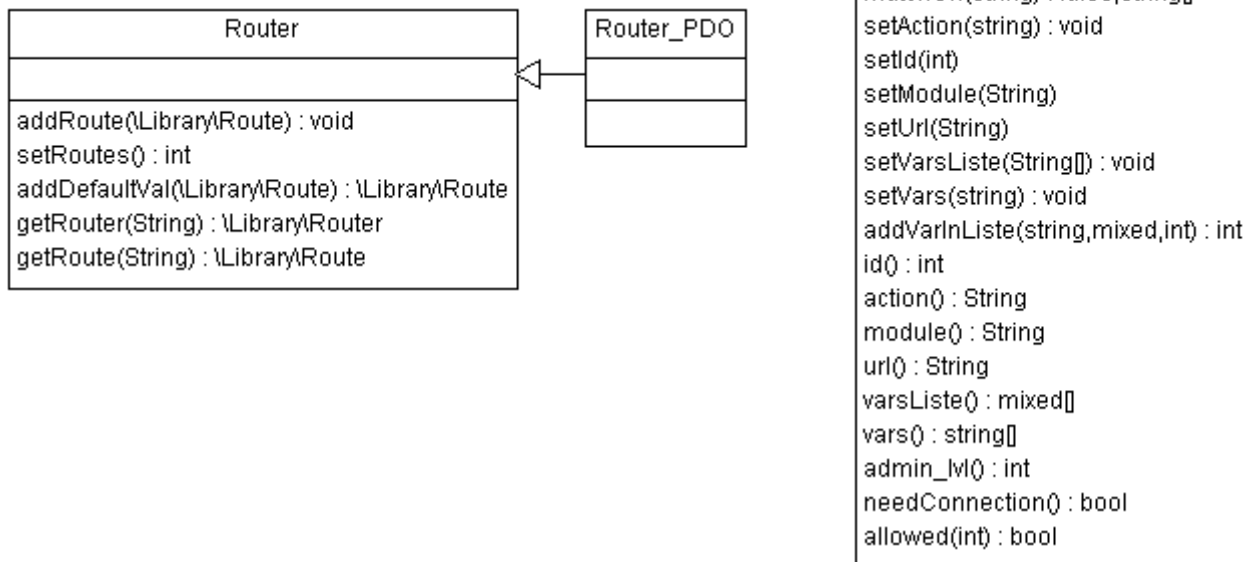 Router
addRoute(\Library\Route) : void
setRoutes() : int
addDefaultVal(\Library\Route) : \Library\Route
getRouter(String) : \Library\Router
getRoute(String) : \Library\Route
Router_PDO
setAction(string) : void
setId(int)
setModule(String)
setUrl(String)
setVarsListe(String[]) : void
setVars(string) : void
addVarInListe(string,mixed,int) : int
id() : int
action() : String
module() : String
url() : String
varsListe() : mixed[]
vars() : string[]
admin_lvl() : int
needConnection() : bool
allowed(int) : bool